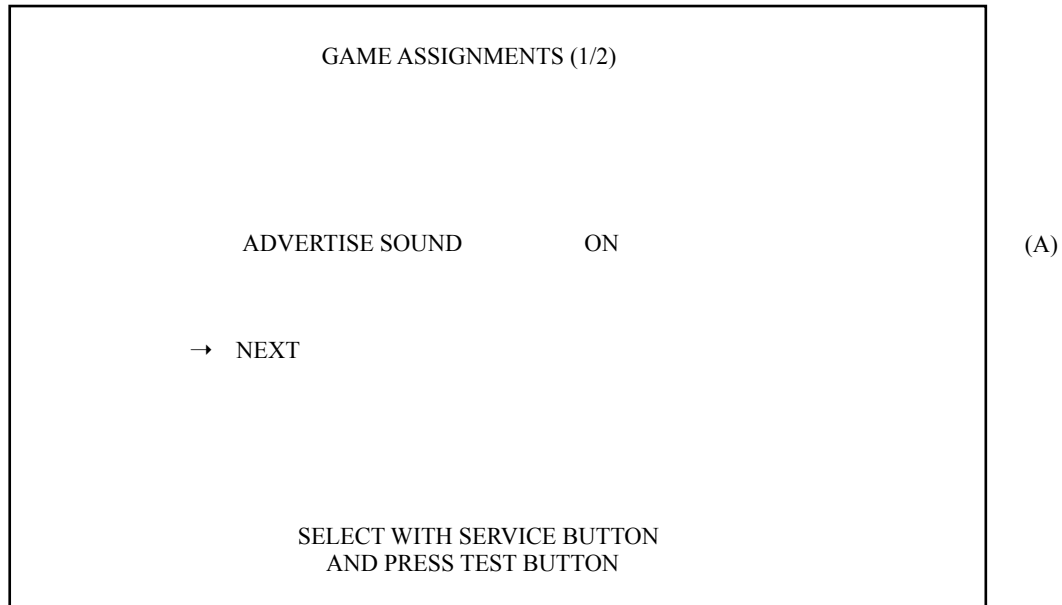 GAME ASSIGNMENTS (1/2)
ADVERTISE SOUND ON (A)
→ NEXT
SELECT WITH SERVICE BUTTON
AND PRESS TEST BUTTON